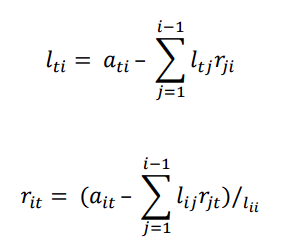 l_{ti} = a_{ti} – \sum_{j=1}^{i-1} l_{tj} r_{ji}
r_{it} = (a_{it} – \sum_{j=1}^{i-1} l_{ij} r_{jt})/l_{ii}